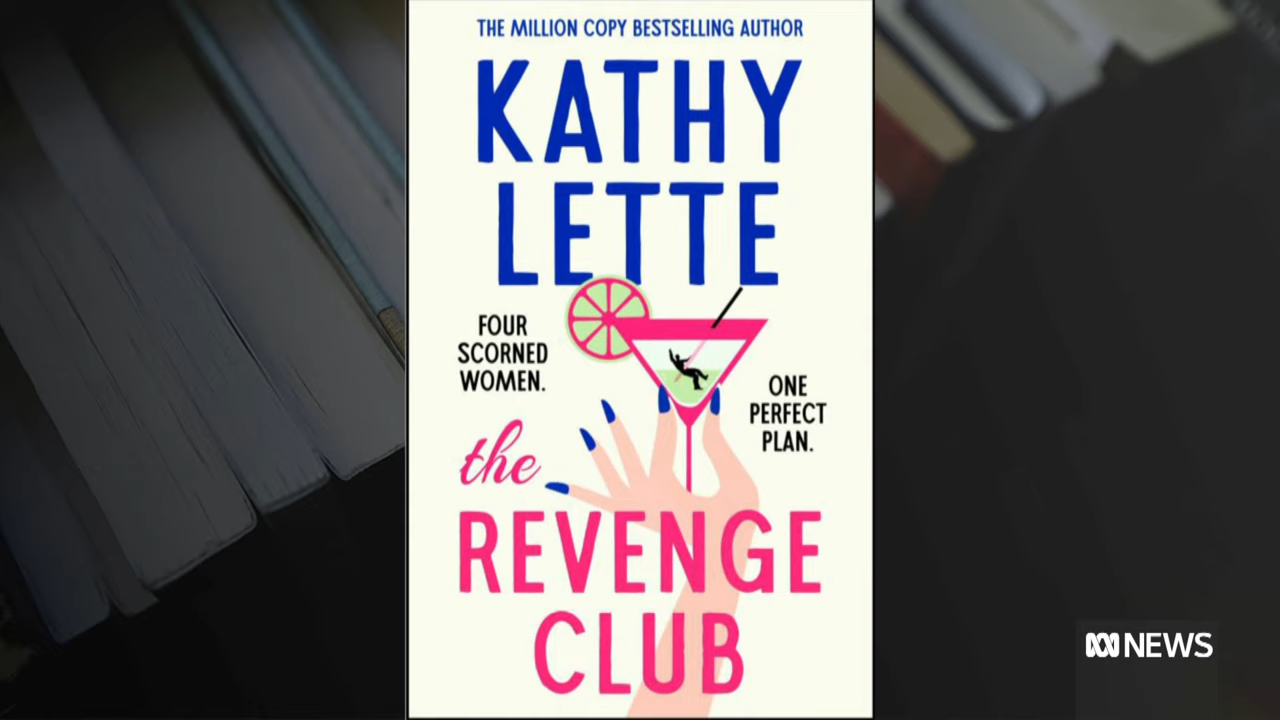 THE MILLION COPY BESTSELLING AUTHOR
KATHY
LETTE
FOUR
SCORNED
WOMEN.
ONE
PERFECT
PLAN.
the
REVENGE
CLUB
NEWS